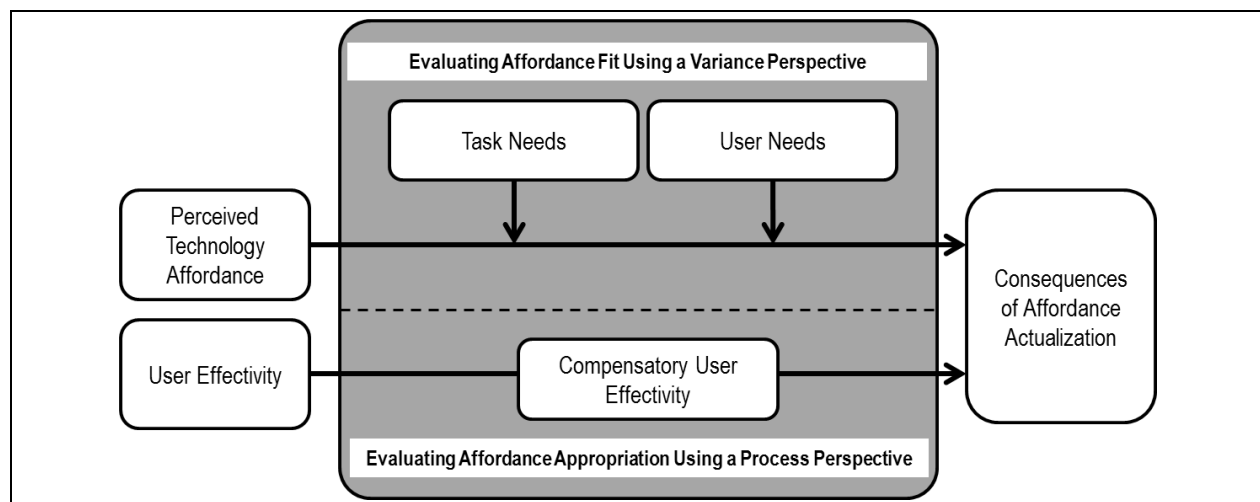 Evaluating Affordance Fit Using a Variance Perspective
Task Needs
User Needs
Perceived
Technology
Affordance
Consequences
of Affordance
Actualization
User Effectivity
Compensatory User
Effectivity
Evaluating Affordance Appropriation Using a Process Perspective